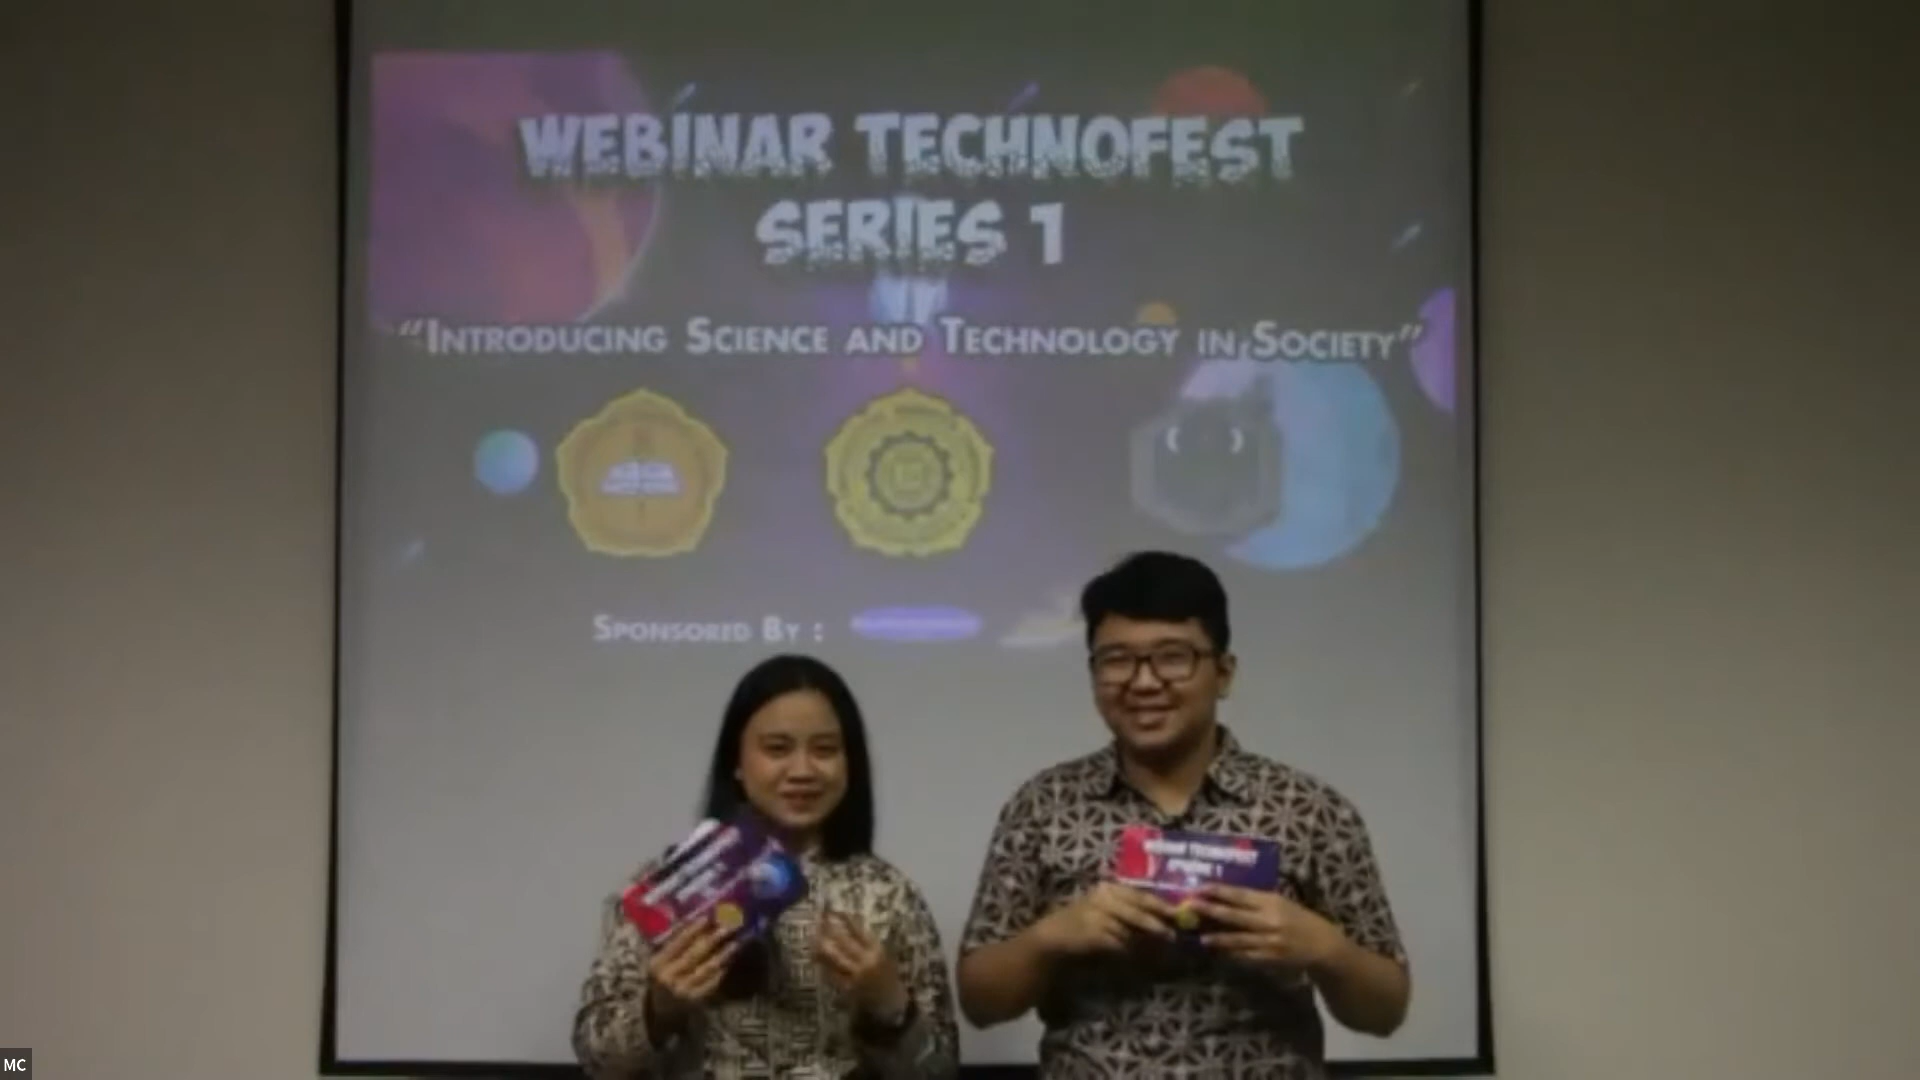 WEBINAR TECHNOFEST
SERIES 1
"INTRODUCING SCIENCE AND TECHNOLOGY IN SOCIETY"
SPONSORED BY :
WEBINAR TECHNOFEST
SERIES 1
MC